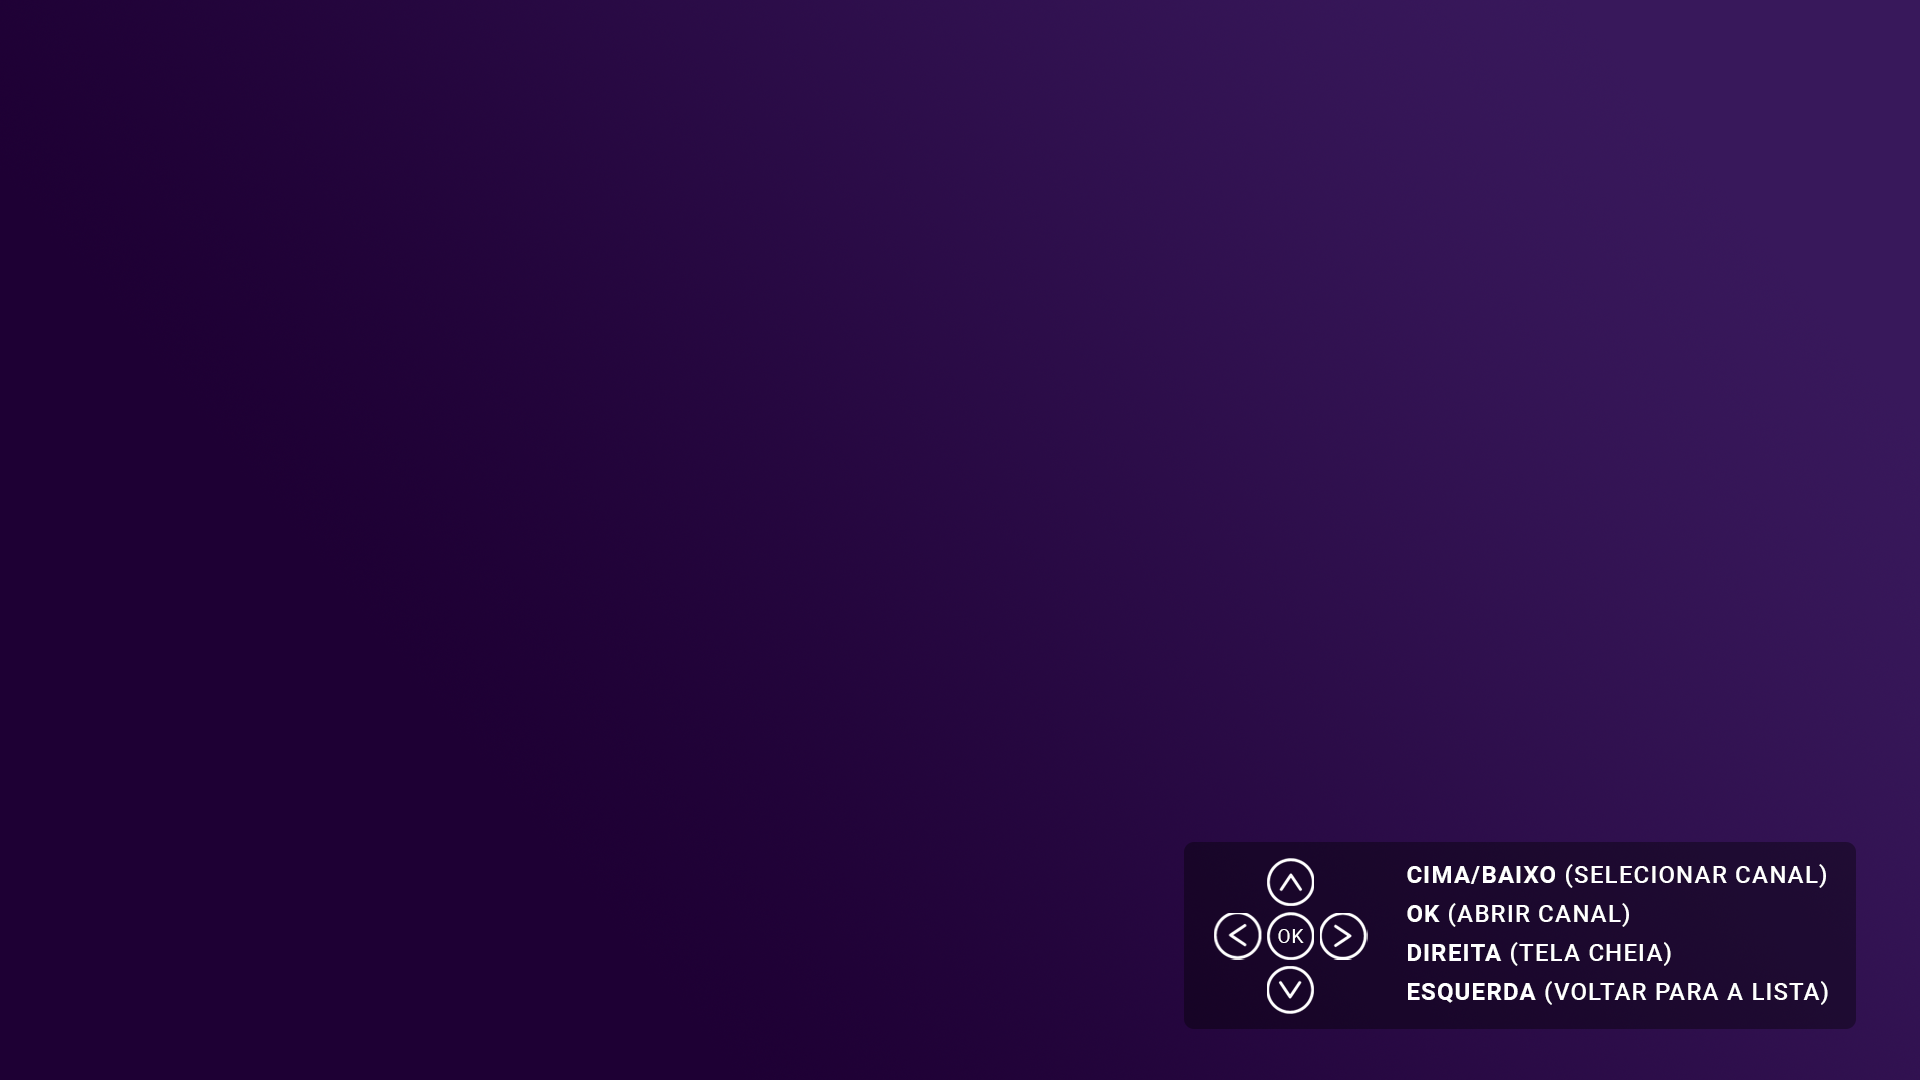 CIMA/BAIXO (SELECIONAR CANAL)
OK (ABRIR CANAL)
OK
DIREITA (TELA CHEIA)
ESQUERDA (VOLTAR PARA A LISTA)